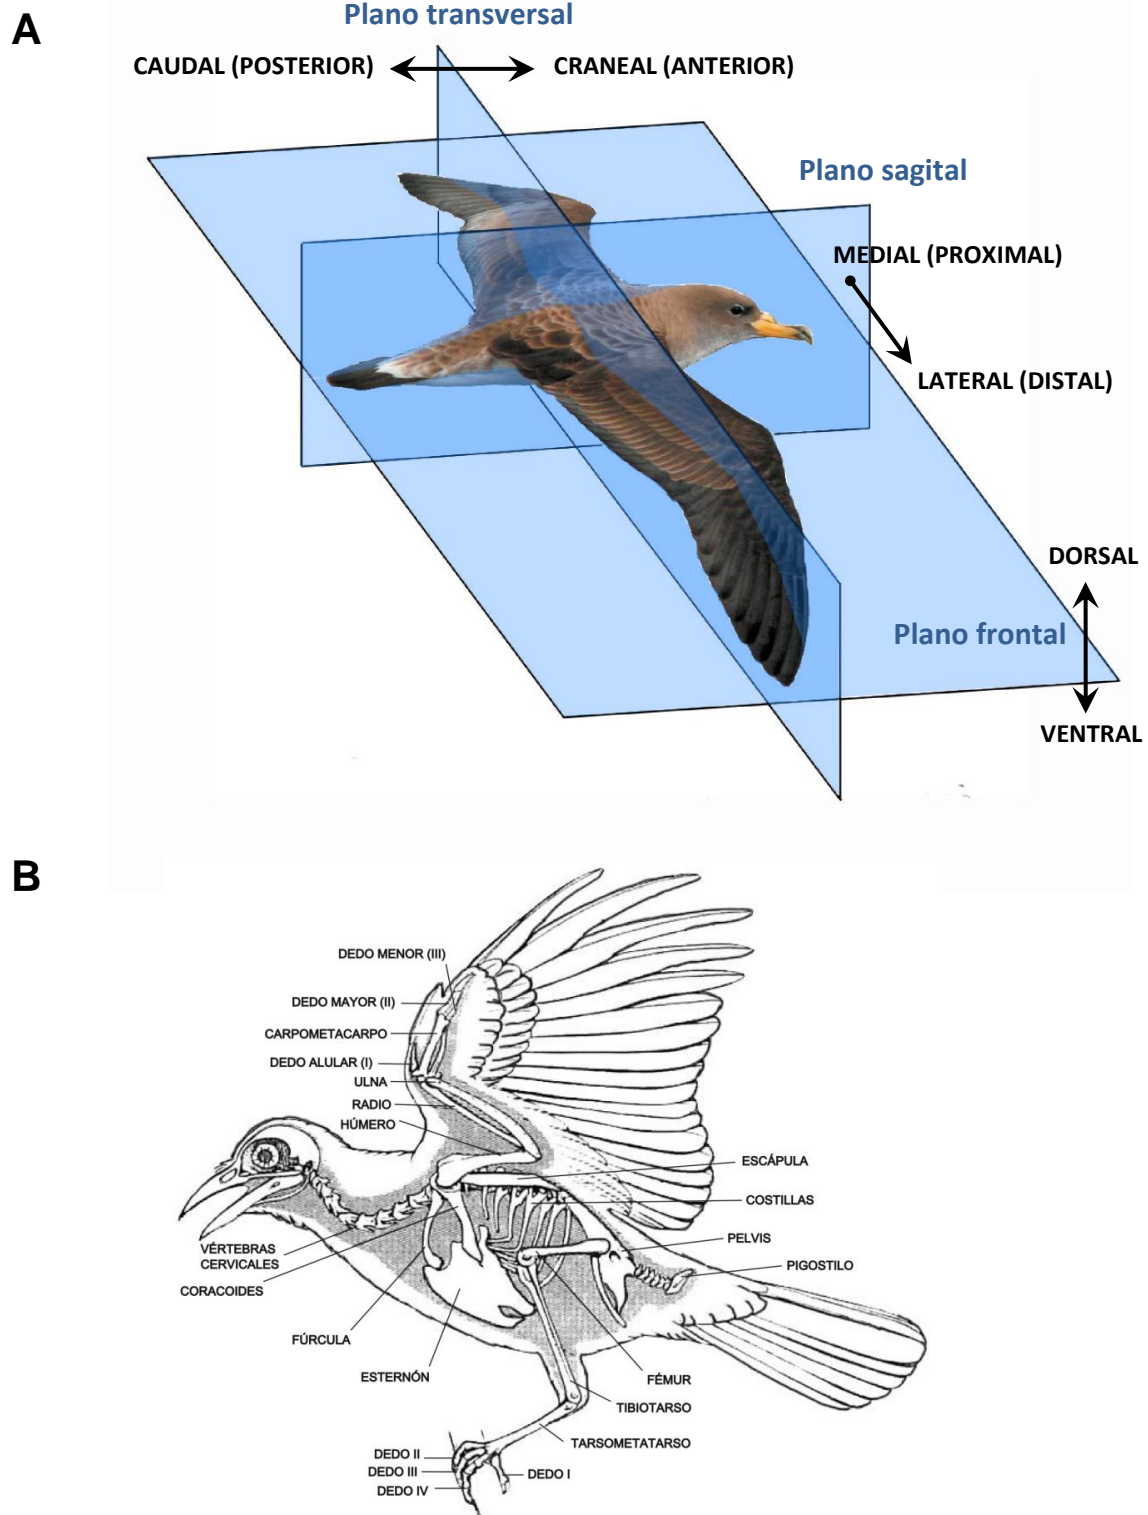 A
Plano transversal
CAUDAL (POSTERIOR)
CRANEAL (ANTERIOR)
Plano sagital
MEDIAL (PROXIMAL)
LATERAL (DISTAL)
DORSAL
Plano frontal
VENTRAL
B
DEDO MENOR (III)
DEDO MAYOR (II)
CARPOMETACARPO
DEDO ALULAR (I)
ULNA
RADIO
HÚMERO
ESCÁPULA
COSTILLAS
PELVIS
PIGOSTILO
VÉRTEBRAS
CERVICALES
CORACOIDES
FÚRCULA
ESTERNÓN
FÉMUR
TIBIOTARSO
TARSOMETATARSO
DEDO II
DEDO III
DEDO IV
DEDO I